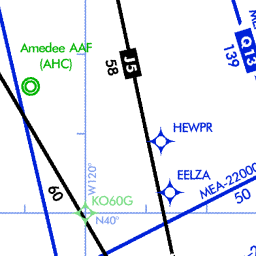 Amedee AAF
(AHC)
J5
58
Q13
139
HEWPR
EELZA
MEA-22000
50
60
W120°
KO60G
N40°